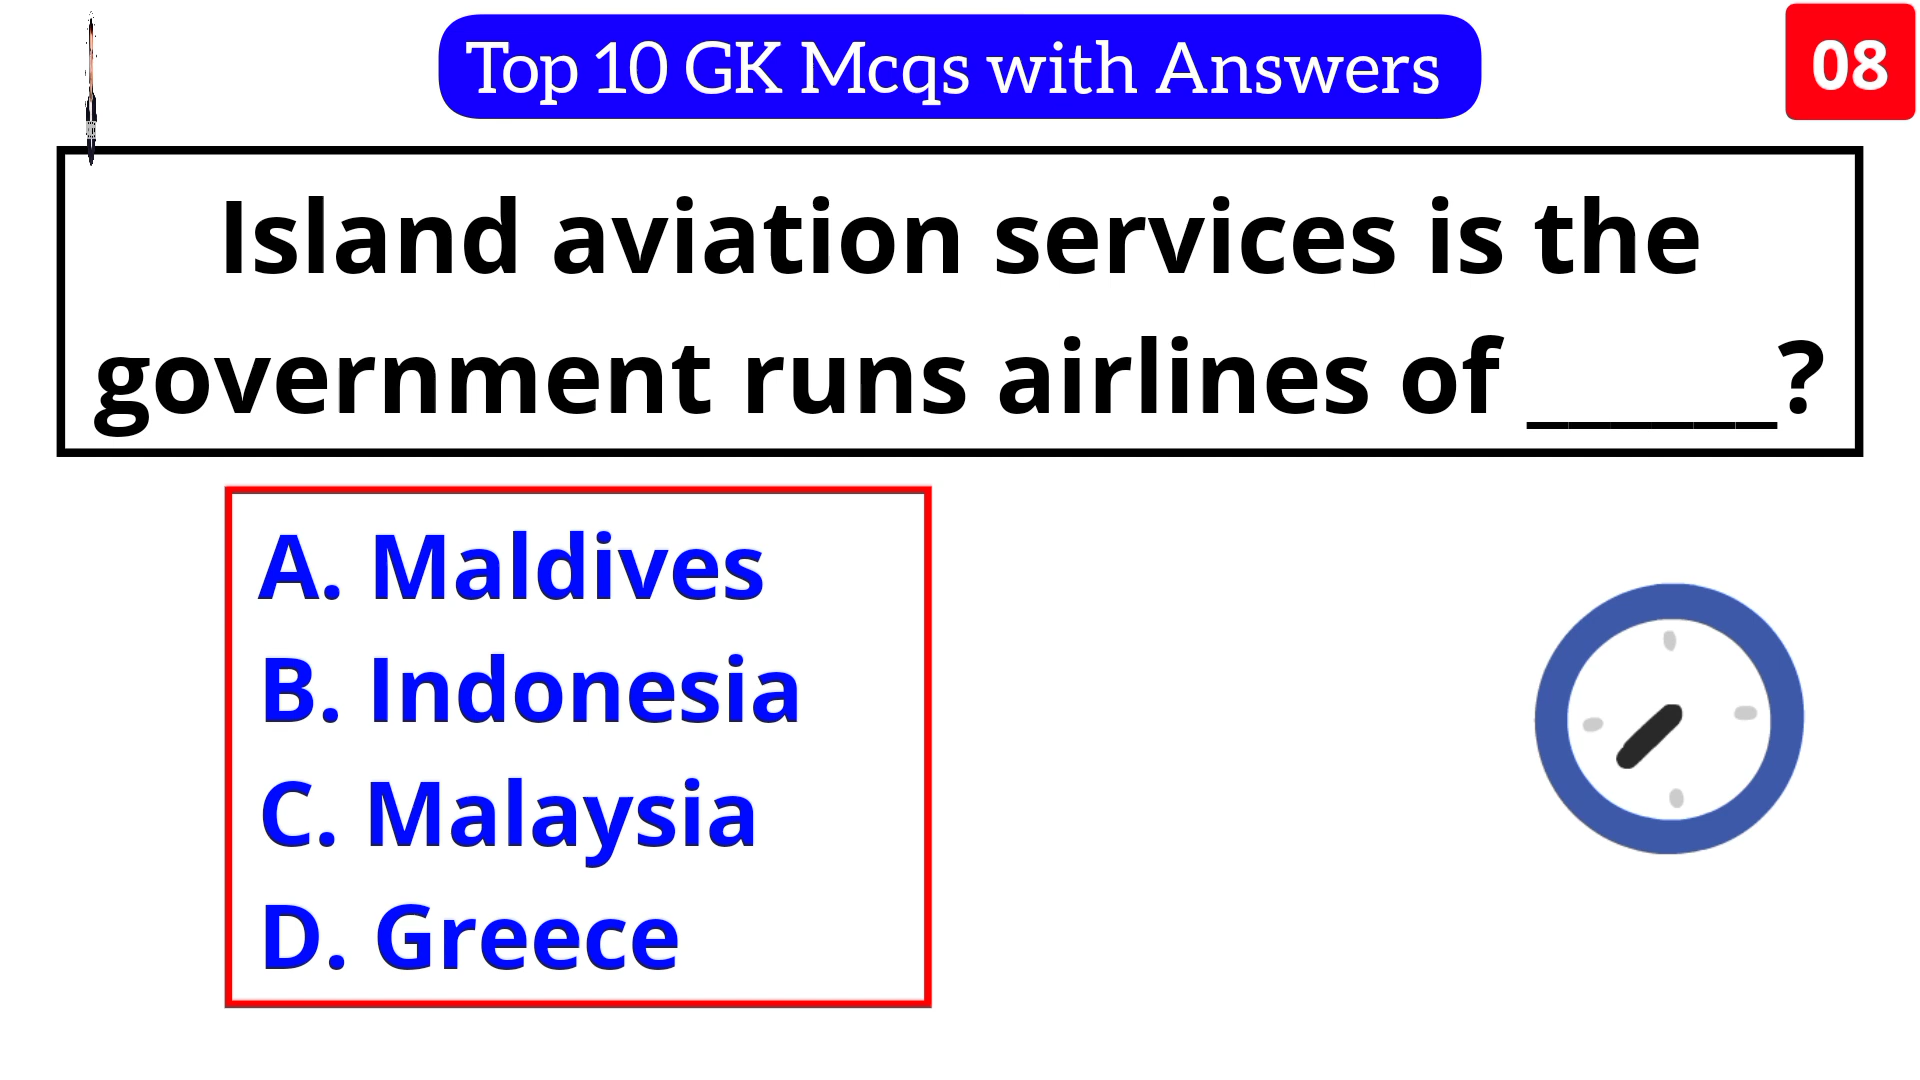 Top 10 GK Mcqs with Answers
08
Island aviation services is the
government runs airlines of ______?
A. Maldives
B. Indonesia
C. Malaysia
D. Greece